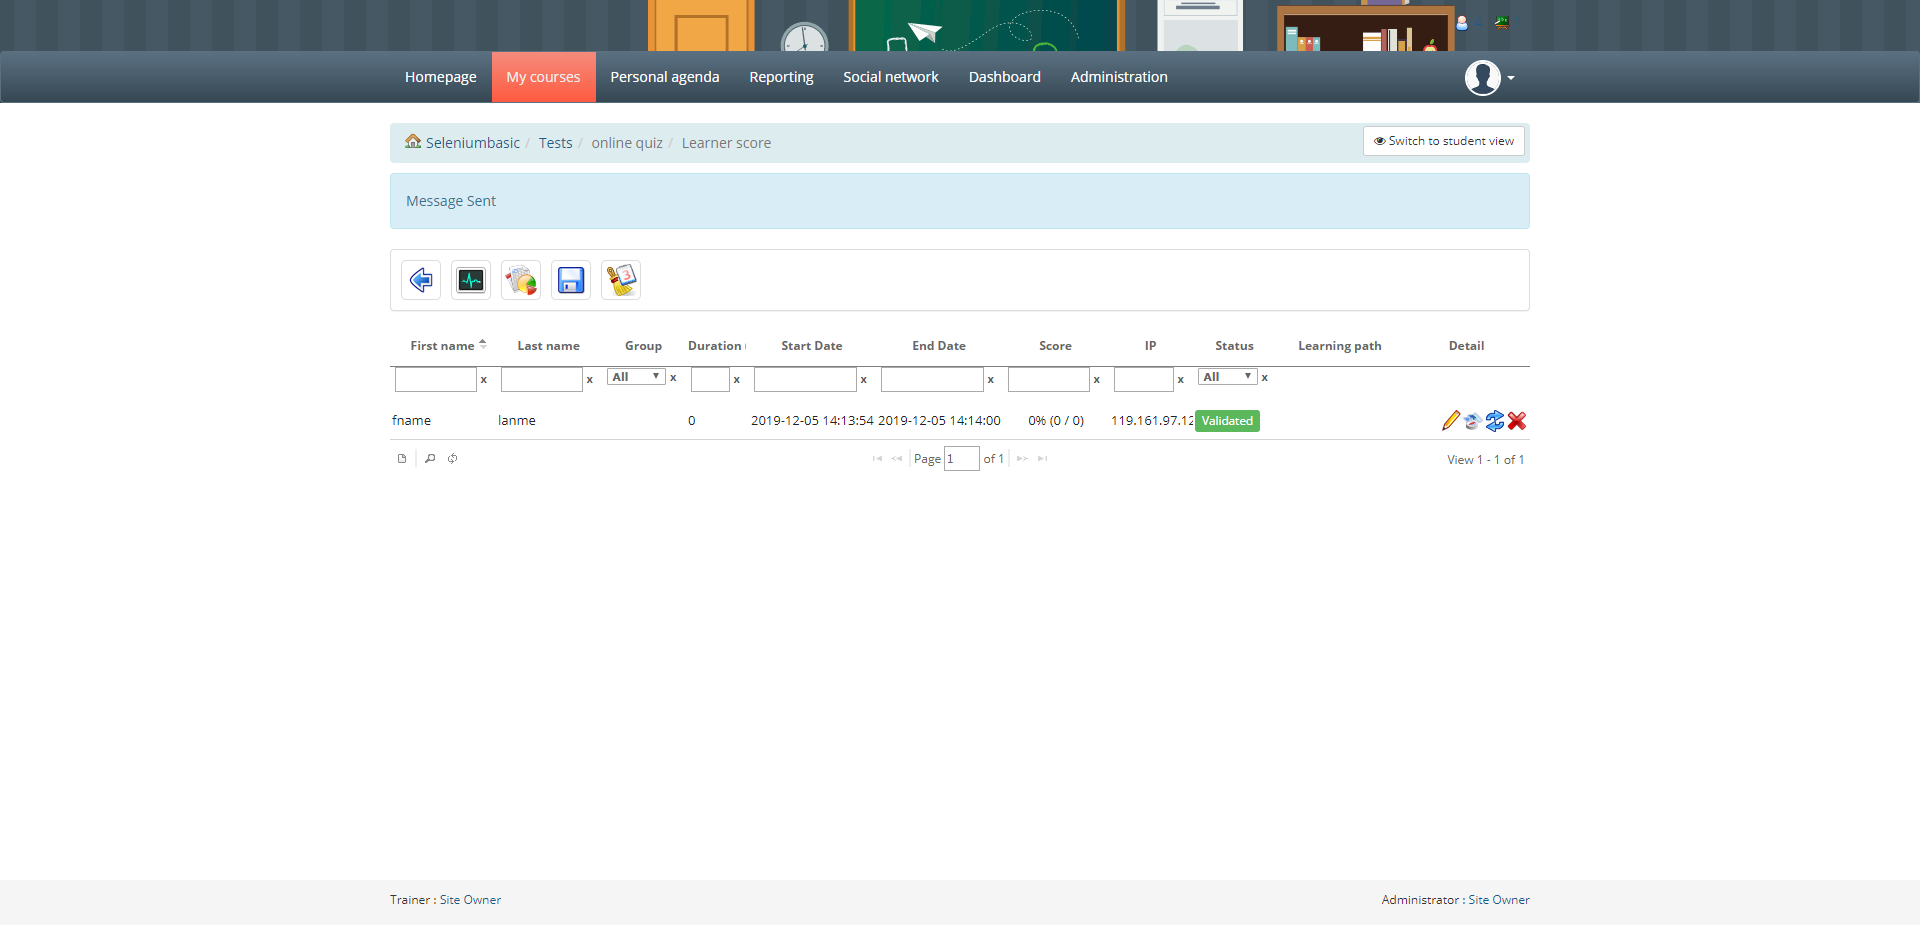 Homepage My courses Personal agenda Reporting Social network Dashboard Administration
Seleniumbasic / Tests / online quiz / Learner score Switch to student view
Message Sent
3
First name Last name Group Duration Start Date End Date Score IP Status Learning path Detail
x x All x x x x x x All x
fname lanme 0 2019-12-05 14:13:54 2019-12-05 14:14:00 0% (0 / 0) 119.161.97.12 Validated
Page 1 of 1 View 1 - 1 of 1
Trainer : Site Owner Administrator : Site Owner